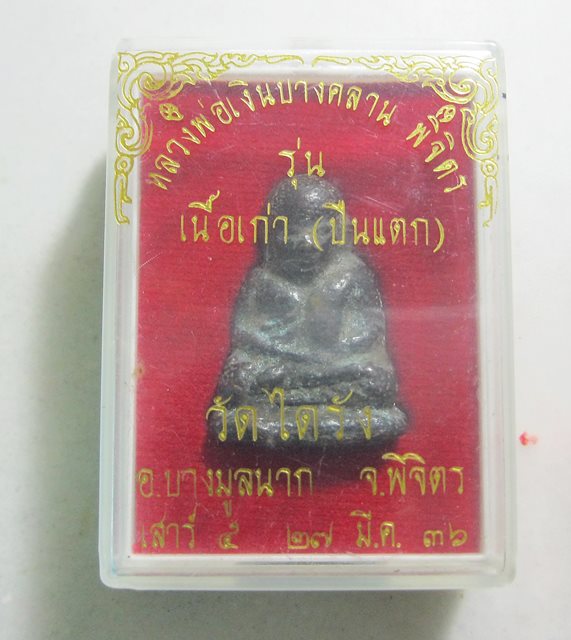 หลวงพ่อเงินบางคลาน พิจิตร
รุ่น
เนื้อเก่า (ปืนแตก)
วัดไดรัง
อ.บางมูลนาก จ.พิจิตร
เสาร์ ๕ ๒๗ มี.ค. ๓๖